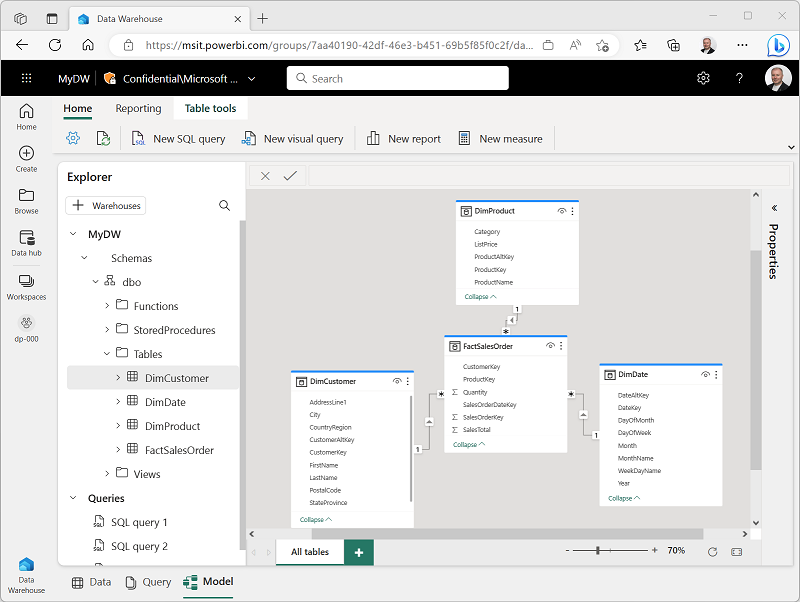 Data Warehouse
https://msit.powerbi.com/groups/7aa40190-42df-46e3-b451-69b5f85f0c2f/da...
MyDW
Confidential\Microsoft ...
Search
Home
Reporting
Table tools
New SQL query
New visual query
New report
New measure
Home
Create
Browse
Data hub
Workspaces
dp-000
Data
Warehouse
Explorer
Warehouses
MyDW
Schemas
dbo
Functions
StoredProcedures
Tables
DimCustomer
DimDate
DimProduct
FactSalesOrder
Views
Queries
SQL query 1
SQL query 2
DimProduct
Category
ListPrice
ProductAltKey
ProductKey
ProductName
Collapse
1
*
FactSalesOrder
CustomerKey
ProductKey
Quantity
SalesOrderDateKey
SalesOrderKey
SalesTotal
Collapse
DimCustomer
AddressLine1
City
CountryRegion
CustomerAltKey
CustomerKey
FirstName
LastName
PostalCode
StateProvince
Collapse
*
1
DimDate
DateAltKey
DateKey
DayOfMonth
DayOfWeek
Month
MonthName
WeekDayName
Year
Collapse
*
1
Properties
All tables
70%
Data
Query
Model